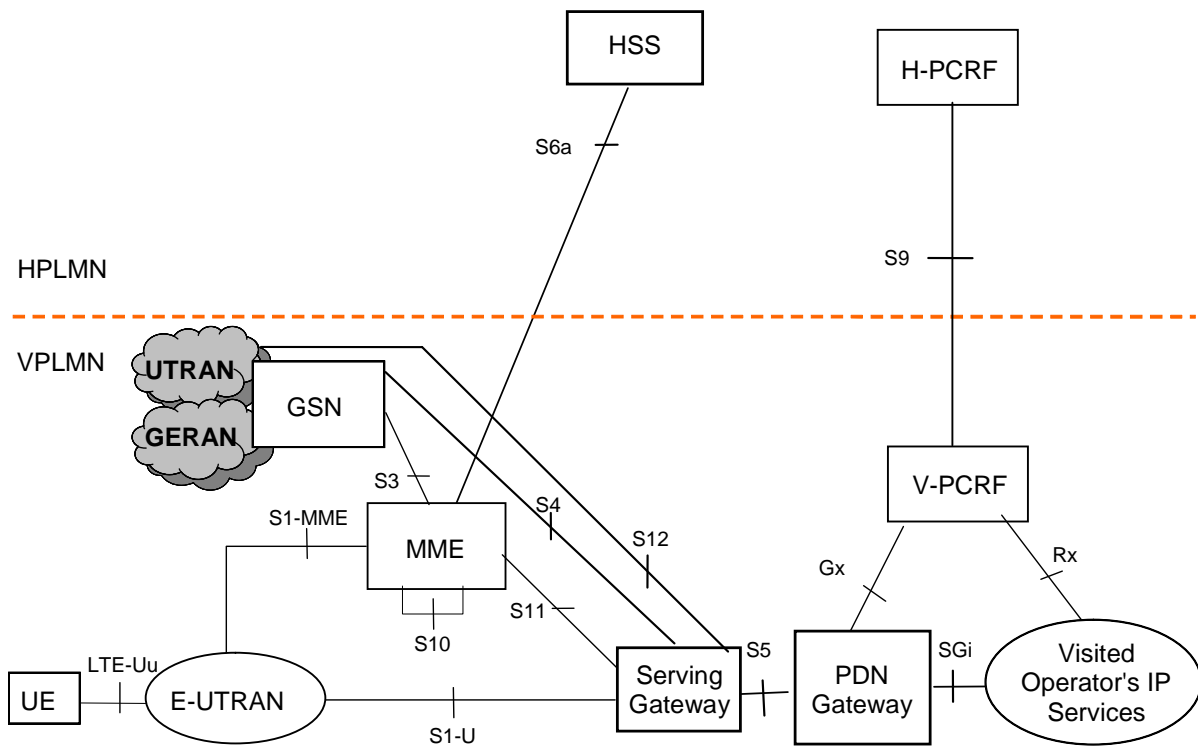 HSS
H-PCRF
S6a
S9
HPLMN
VPLMN
UTRAN
GSN
GERAN
S3
V-PCRF
S4
S1-MME
S12
MME
Rx
Gx
S11
S10
LTE-Uu
S5
SGi
Serving
Gateway
PDN
Gateway
Visited
Operator's IP
Services
UE
E-UTRAN
S1-U